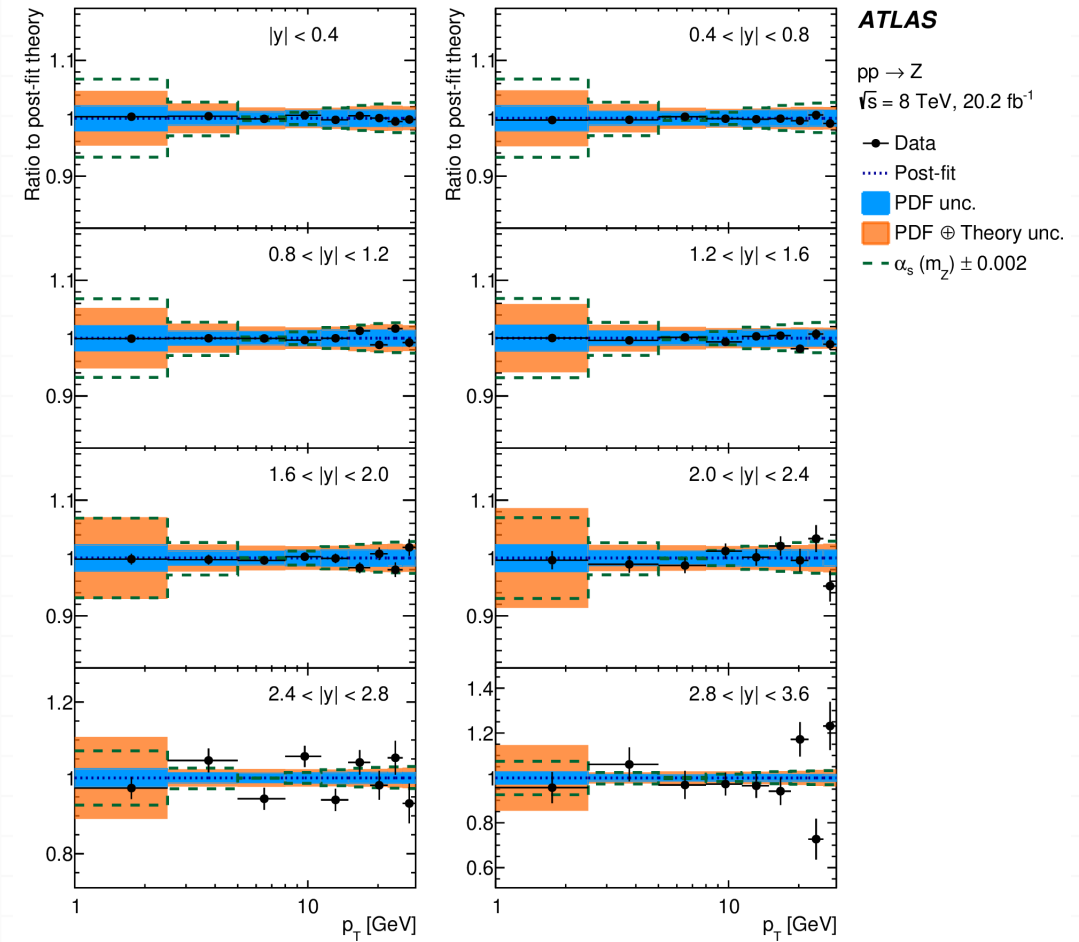 Ratio to post-fit theory
|y| < 0.4
1.1
1
0.9
Ratio to post-fit theory
0.4 < |y| < 0.8
1.1
1
0.9
0.8 < |y| < 1.2
1.1
1
0.9
1.2 < |y| < 1.6
1.1
1
0.9
1.6 < |y| < 2.0
1.1
1
0.9
2.0 < |y| < 2.4
1.1
1
0.9
2.4 < |y| < 2.8
1.2
1
0.8
1
10
p_T [GeV]
2.8 < |y| < 3.6
1.4
1.2
1
0.8
0.6
1
10
p_T [GeV]
ATLAS
pp → Z
√s = 8 TeV, 20.2 fb⁻¹
Data
Post-fit
PDF unc.
PDF ⊕ Theory unc.
α_s (m_Z) ± 0.002